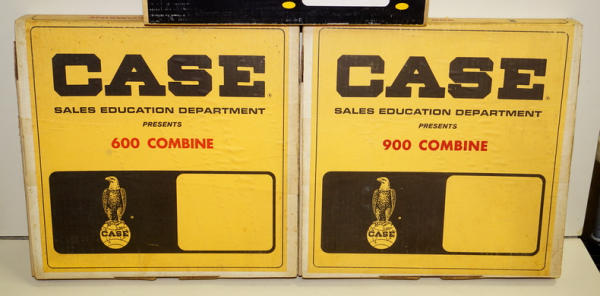 CASE
SALES EDUCATION DEPARTMENT
PRESENTS
600 COMBINE
CASE
CASE
SALES EDUCATION DEPARTMENT
PRESENTS
900 COMBINE
CASE